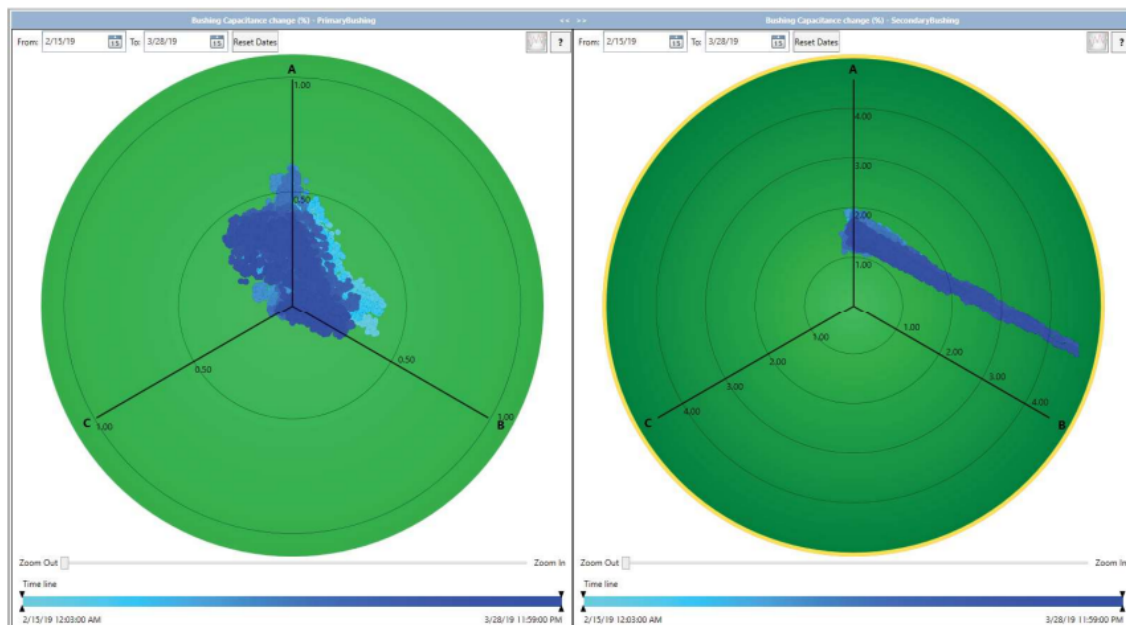 Bushing Capacitance change (%) - PrimaryBushing
<<
From: 2/15/19 15 To: 3/28/19 15 Reset Dates ?
A
1.00
0.50
0.50
0.50
C 1.00
1.00
B
Zoom Out Zoom In
Time line
2/15/19 12:03:00 AM 3/28/19 11:59:00 PM
>>
Bushing Capacitance change (%) - SecondaryBushing
From: 2/15/19 15 To: 3/28/19 15 Reset Dates ?
A
4.00
3.00
2.00
1.00
1.00 1.00
2.00 2.00
3.00 3.00
C 4.00 4.00 B
Zoom Out Zoom In
Time line
2/15/19 12:03:00 AM 3/28/19 11:59:00 PM